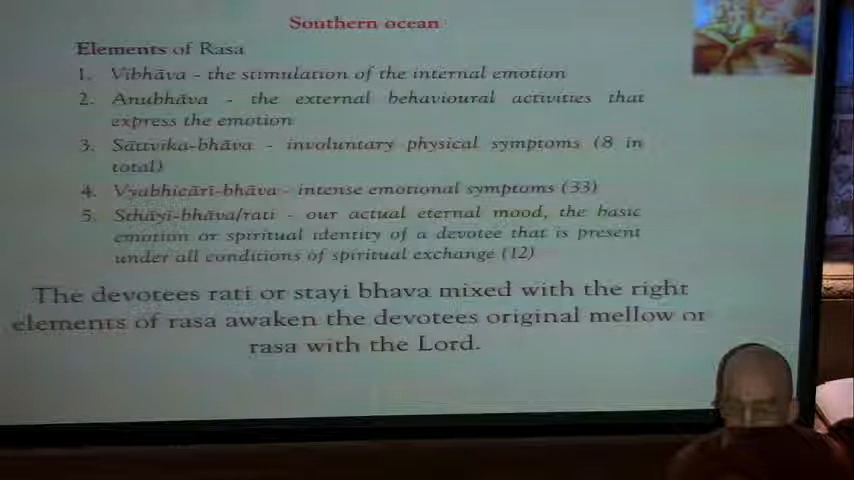 Southern ocean
Elements of Rasa
1. Vibhāva - the stimulation of the internal emotion
2. Anubhāva - the external behavioural activities that
express the emotion
3. Sāttvika-bhāva - involuntary physical symptoms (8 in
total)
4. Vyabhicārī-bhāva - intense emotional symptoms (33)
5. Sthāyī-bhāva/rati - our actual eternal mood, the basic
emotion or spiritual identity of a devotee that is present
under all conditions of spiritual exchange (12)
The devotees rati or stayi bhava mixed with the right
elements of rasa awaken the devotees original mellow or
rasa with the Lord.